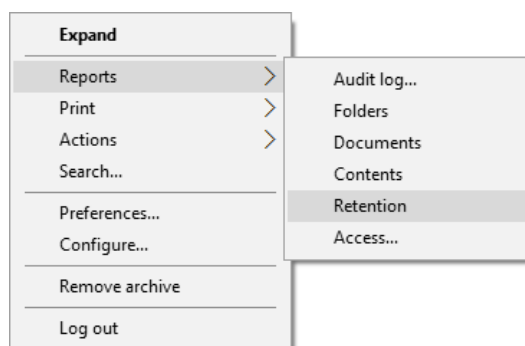 Expand
Reports
Print
Actions
Search...
Preferences...
Configure...
Remove archive
Log out
Audit log...
Folders
Documents
Contents
Retention
Access...